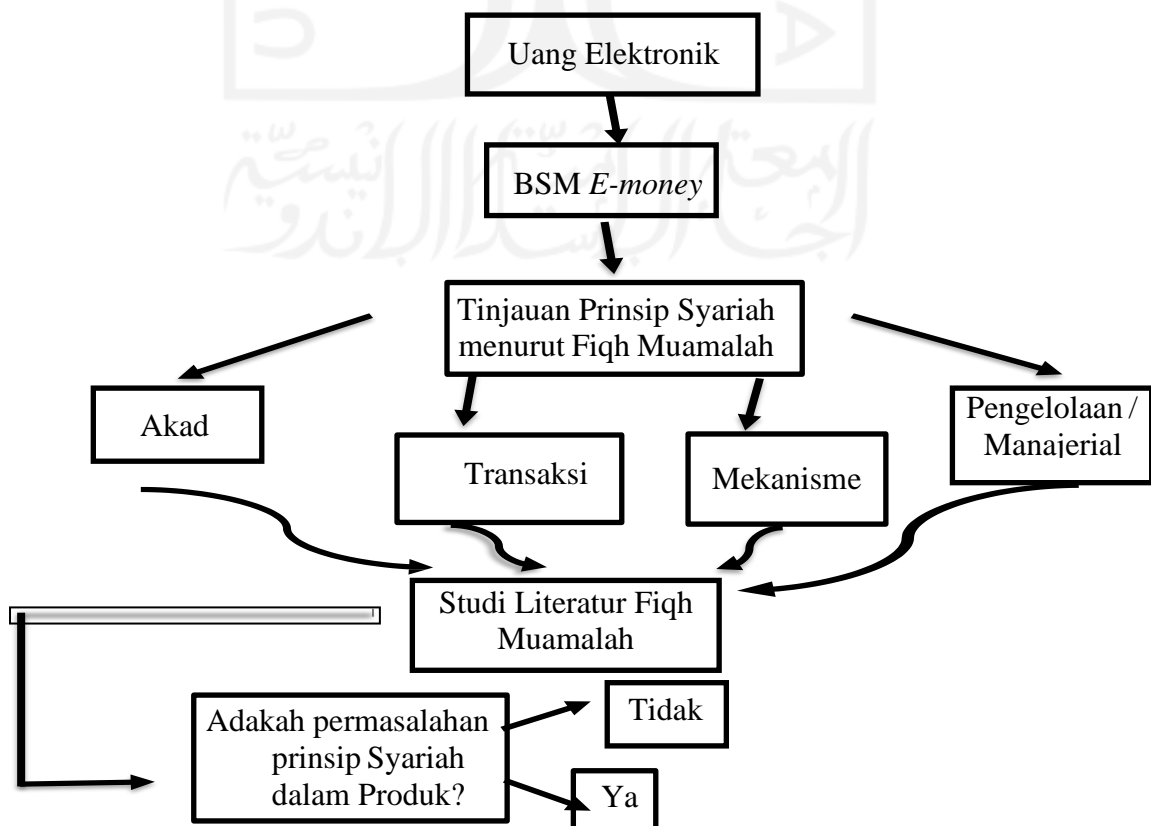 Uang Elektronik
BSM E-money
Tinjauan Prinsip Syariah
menurut Fiqh Muamalah
Akad
Transaksi
Mekanisme
Pengelolaan /
Manajerial
Studi Literatur Fiqh
Muamalah
Adakah permasalahan
prinsip Syariah
dalam Produk?
Tidak
Ya